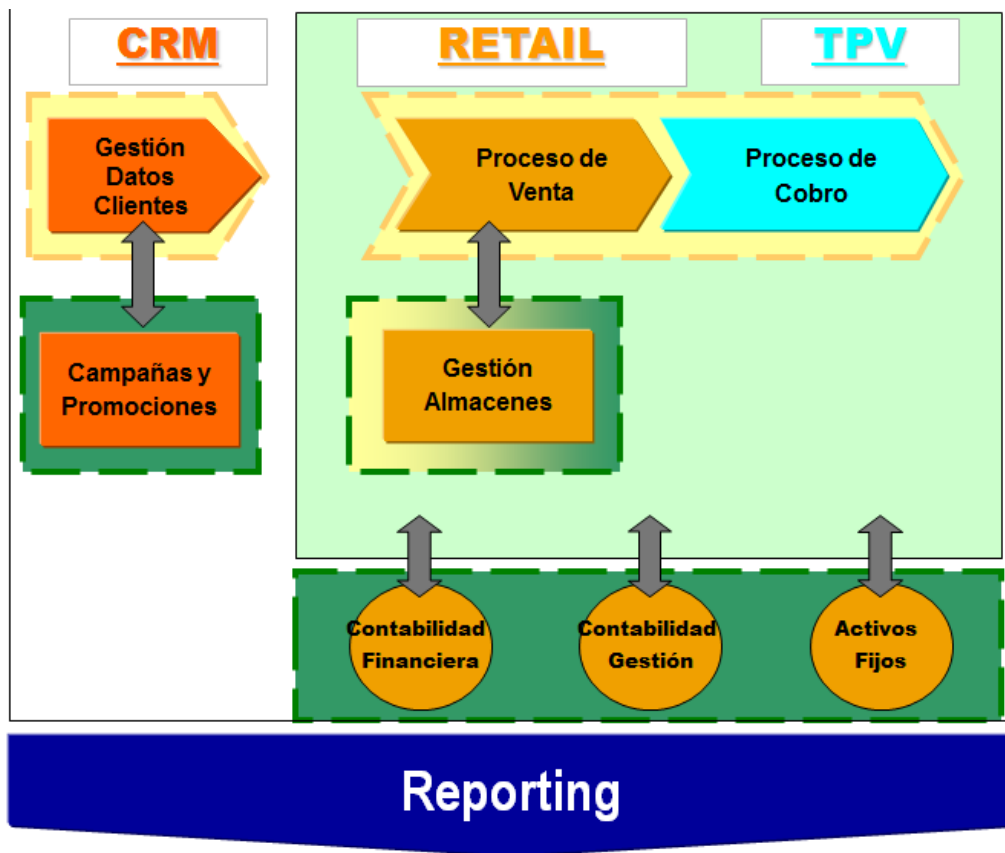 CRM
RETAIL
TPV
Gestión
Datos
Clientes
Proceso de
Venta
Proceso de
Cobro
Campañas y
Promociones
Gestión
Almacenes
Contabilidad
Financiera
Contabilidad
Gestión
Activos
Fijos
Reporting